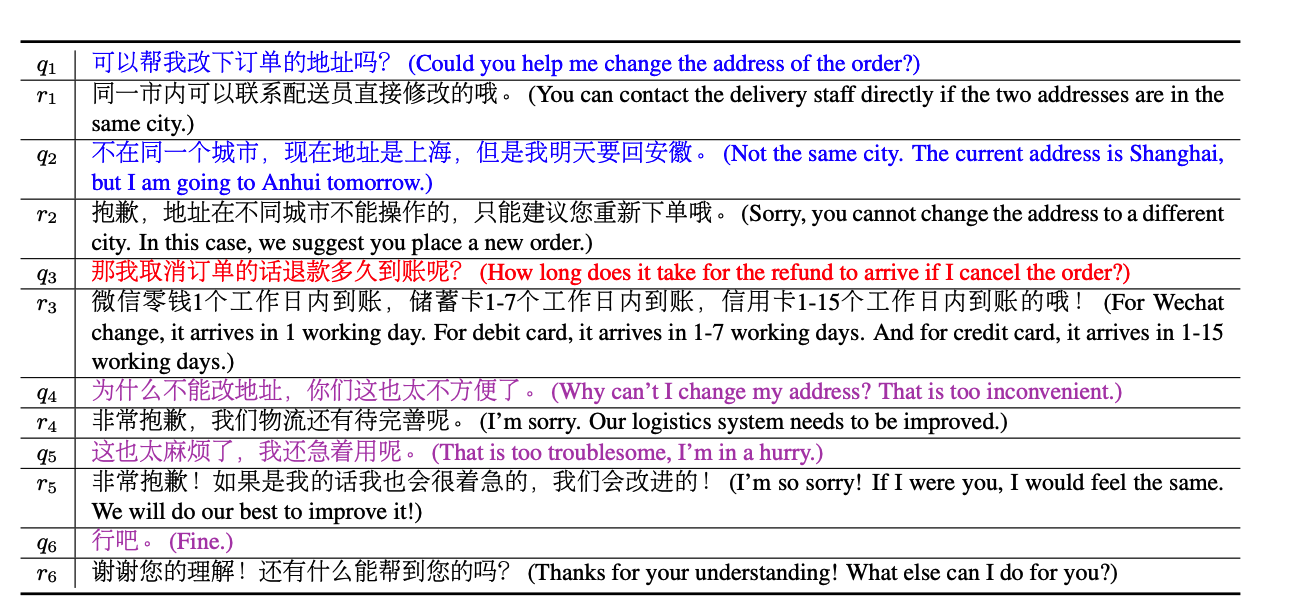 q1 可以帮我改下订单的地址吗？ (Could you help me change the address of the order?)
r1 同一市内可以联系配送员直接修改的哦。 (You can contact the delivery staff directly if the two addresses are in the
same city.)
q2 不在同一个城市，现在地址是上海，但是我明天要回安徽。 (Not the same city. The current address is Shanghai,
but I am going to Anhui tomorrow.)
r2 抱歉，地址在不同城市不能操作的，只能建议您重新下单哦。 (Sorry, you cannot change the address to a different
city. In this case, we suggest you place a new order.)
q3 那我取消订单的话退款多久到账呢？ (How long does it take for the refund to arrive if I cancel the order?)
r3 微信零钱1个工作日内到账，储蓄卡1-7个工作日内到账，信用卡1-15个工作日内到账的哦！ (For Wechat
change, it arrives in 1 working day. For debit card, it arrives in 1-7 working days. And for credit card, it arrives in 1-15
working days.)
q4 为什么不能改地址，你们这也太不方便了。 (Why can't I change my address? That is too inconvenient.)
r4 非常抱歉，我们物流还有待完善呢。 (I'm sorry. Our logistics system needs to be improved.)
q5 这也太麻烦了，我还急着用呢。 (That is too troublesome, I'm in a hurry.)
r5 非常抱歉！如果是我的话我也会很着急的，我们会改进的！ (I'm so sorry! If I were you, I would feel the same.
We will do our best to improve it!)
q6 行吧。 (Fine.)
r6 谢谢您的理解！还有什么能帮到您的吗？ (Thanks for your understanding! What else can I do for you?)